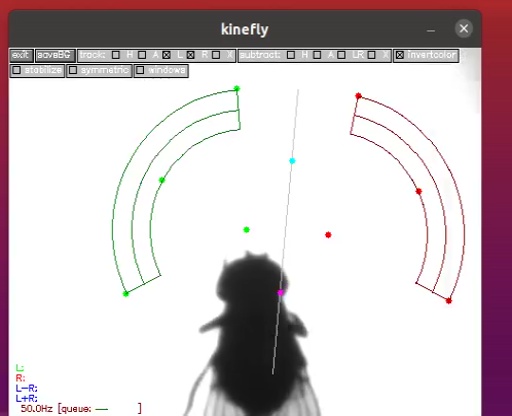 kinefly
exit saveBG track: H A L R X subtract: H A LR X invertcolor
stabilize symmetric windows
L:
R:
L-R:
L+R:
50.0Hz [queue: — ]